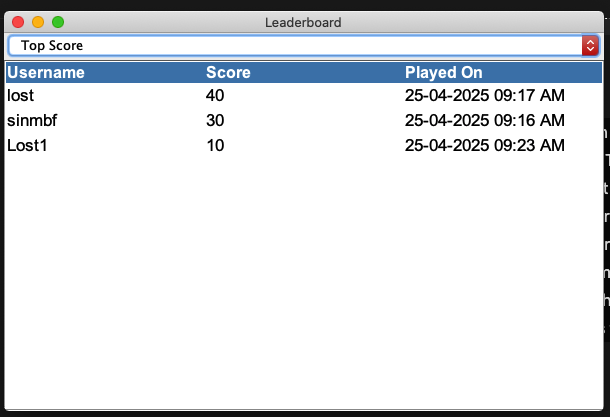 Leaderboard
Top Score
Username Score Played On
lost 40 25-04-2025 09:17 AM
sinmbf 30 25-04-2025 09:16 AM
Lost1 10 25-04-2025 09:23 AM